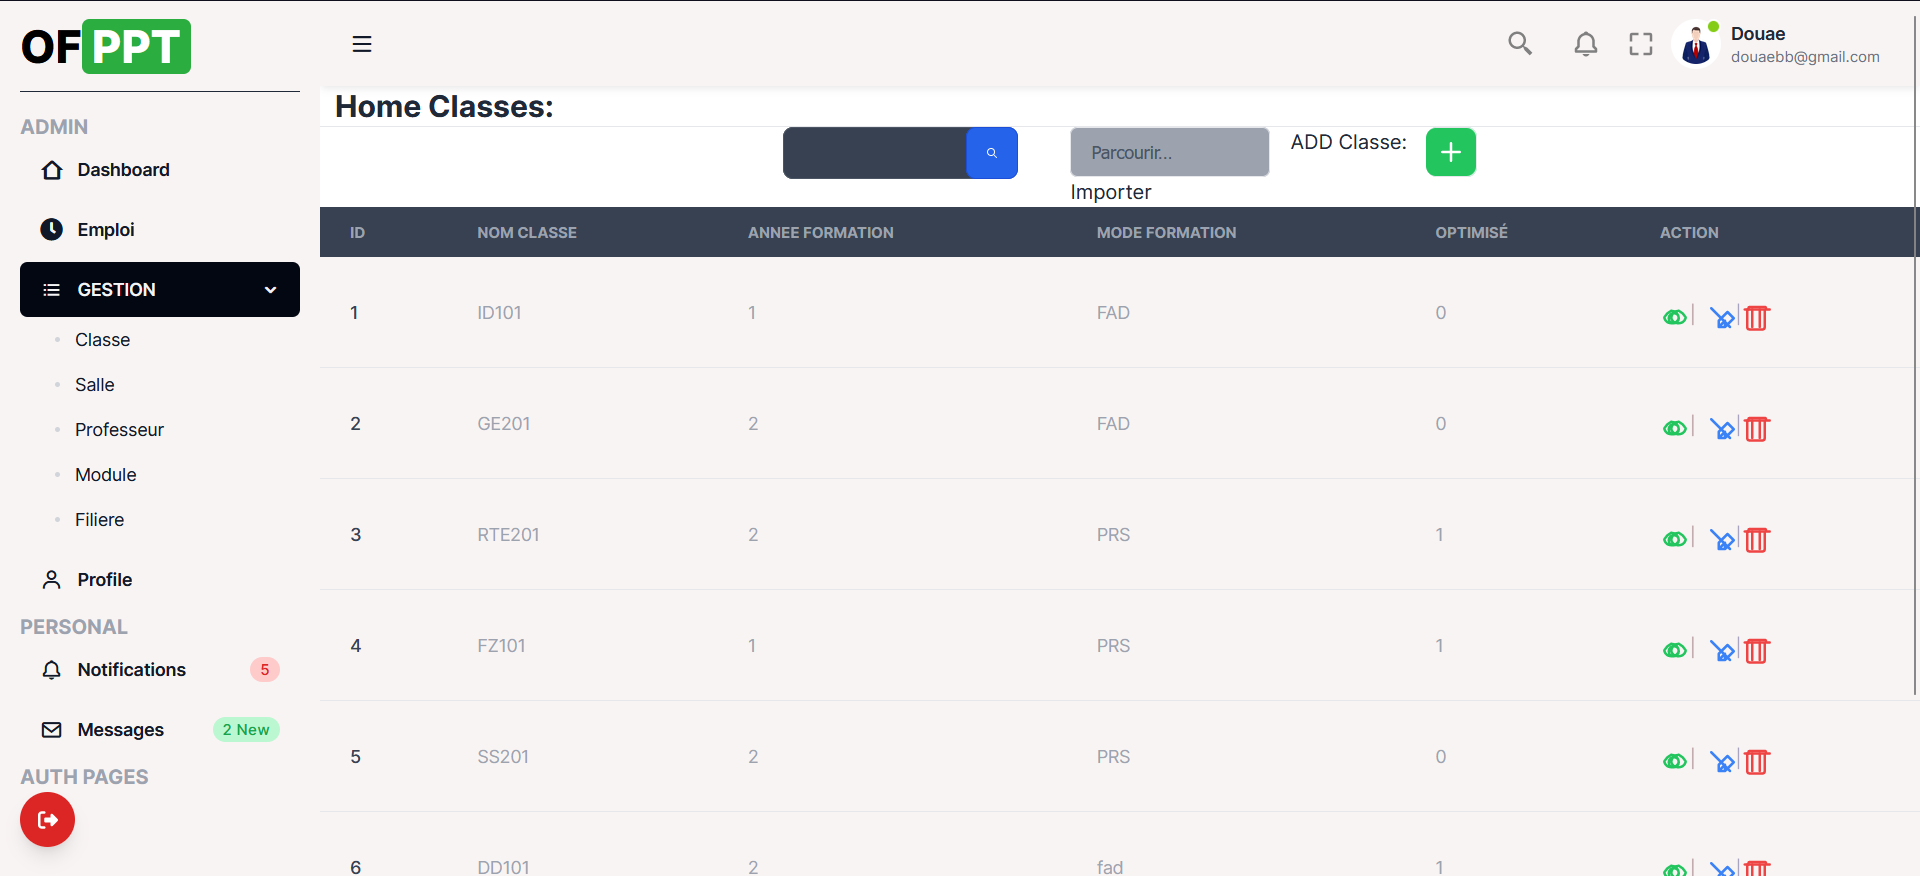 OFPPT
ADMIN
Dashboard
Emploi
GESTION
Classe
Salle
Professeur
Module
Filiere
Profile
PERSONAL
Notifications 5
Messages 2 New
AUTH PAGES
Douae
douaebb@gmail.com
Home Classes:
Parcourir...
Importer
ADD Classe:
ID NOM CLASSE ANNEE FORMATION MODE FORMATION OPTIMISÉ ACTION
1 ID101 1 FAD 0
2 GE201 2 FAD 0
3 RTE201 2 PRS 1
4 FZ101 1 PRS 1
5 SS201 2 PRS 0
6 DD101 2 fad 1